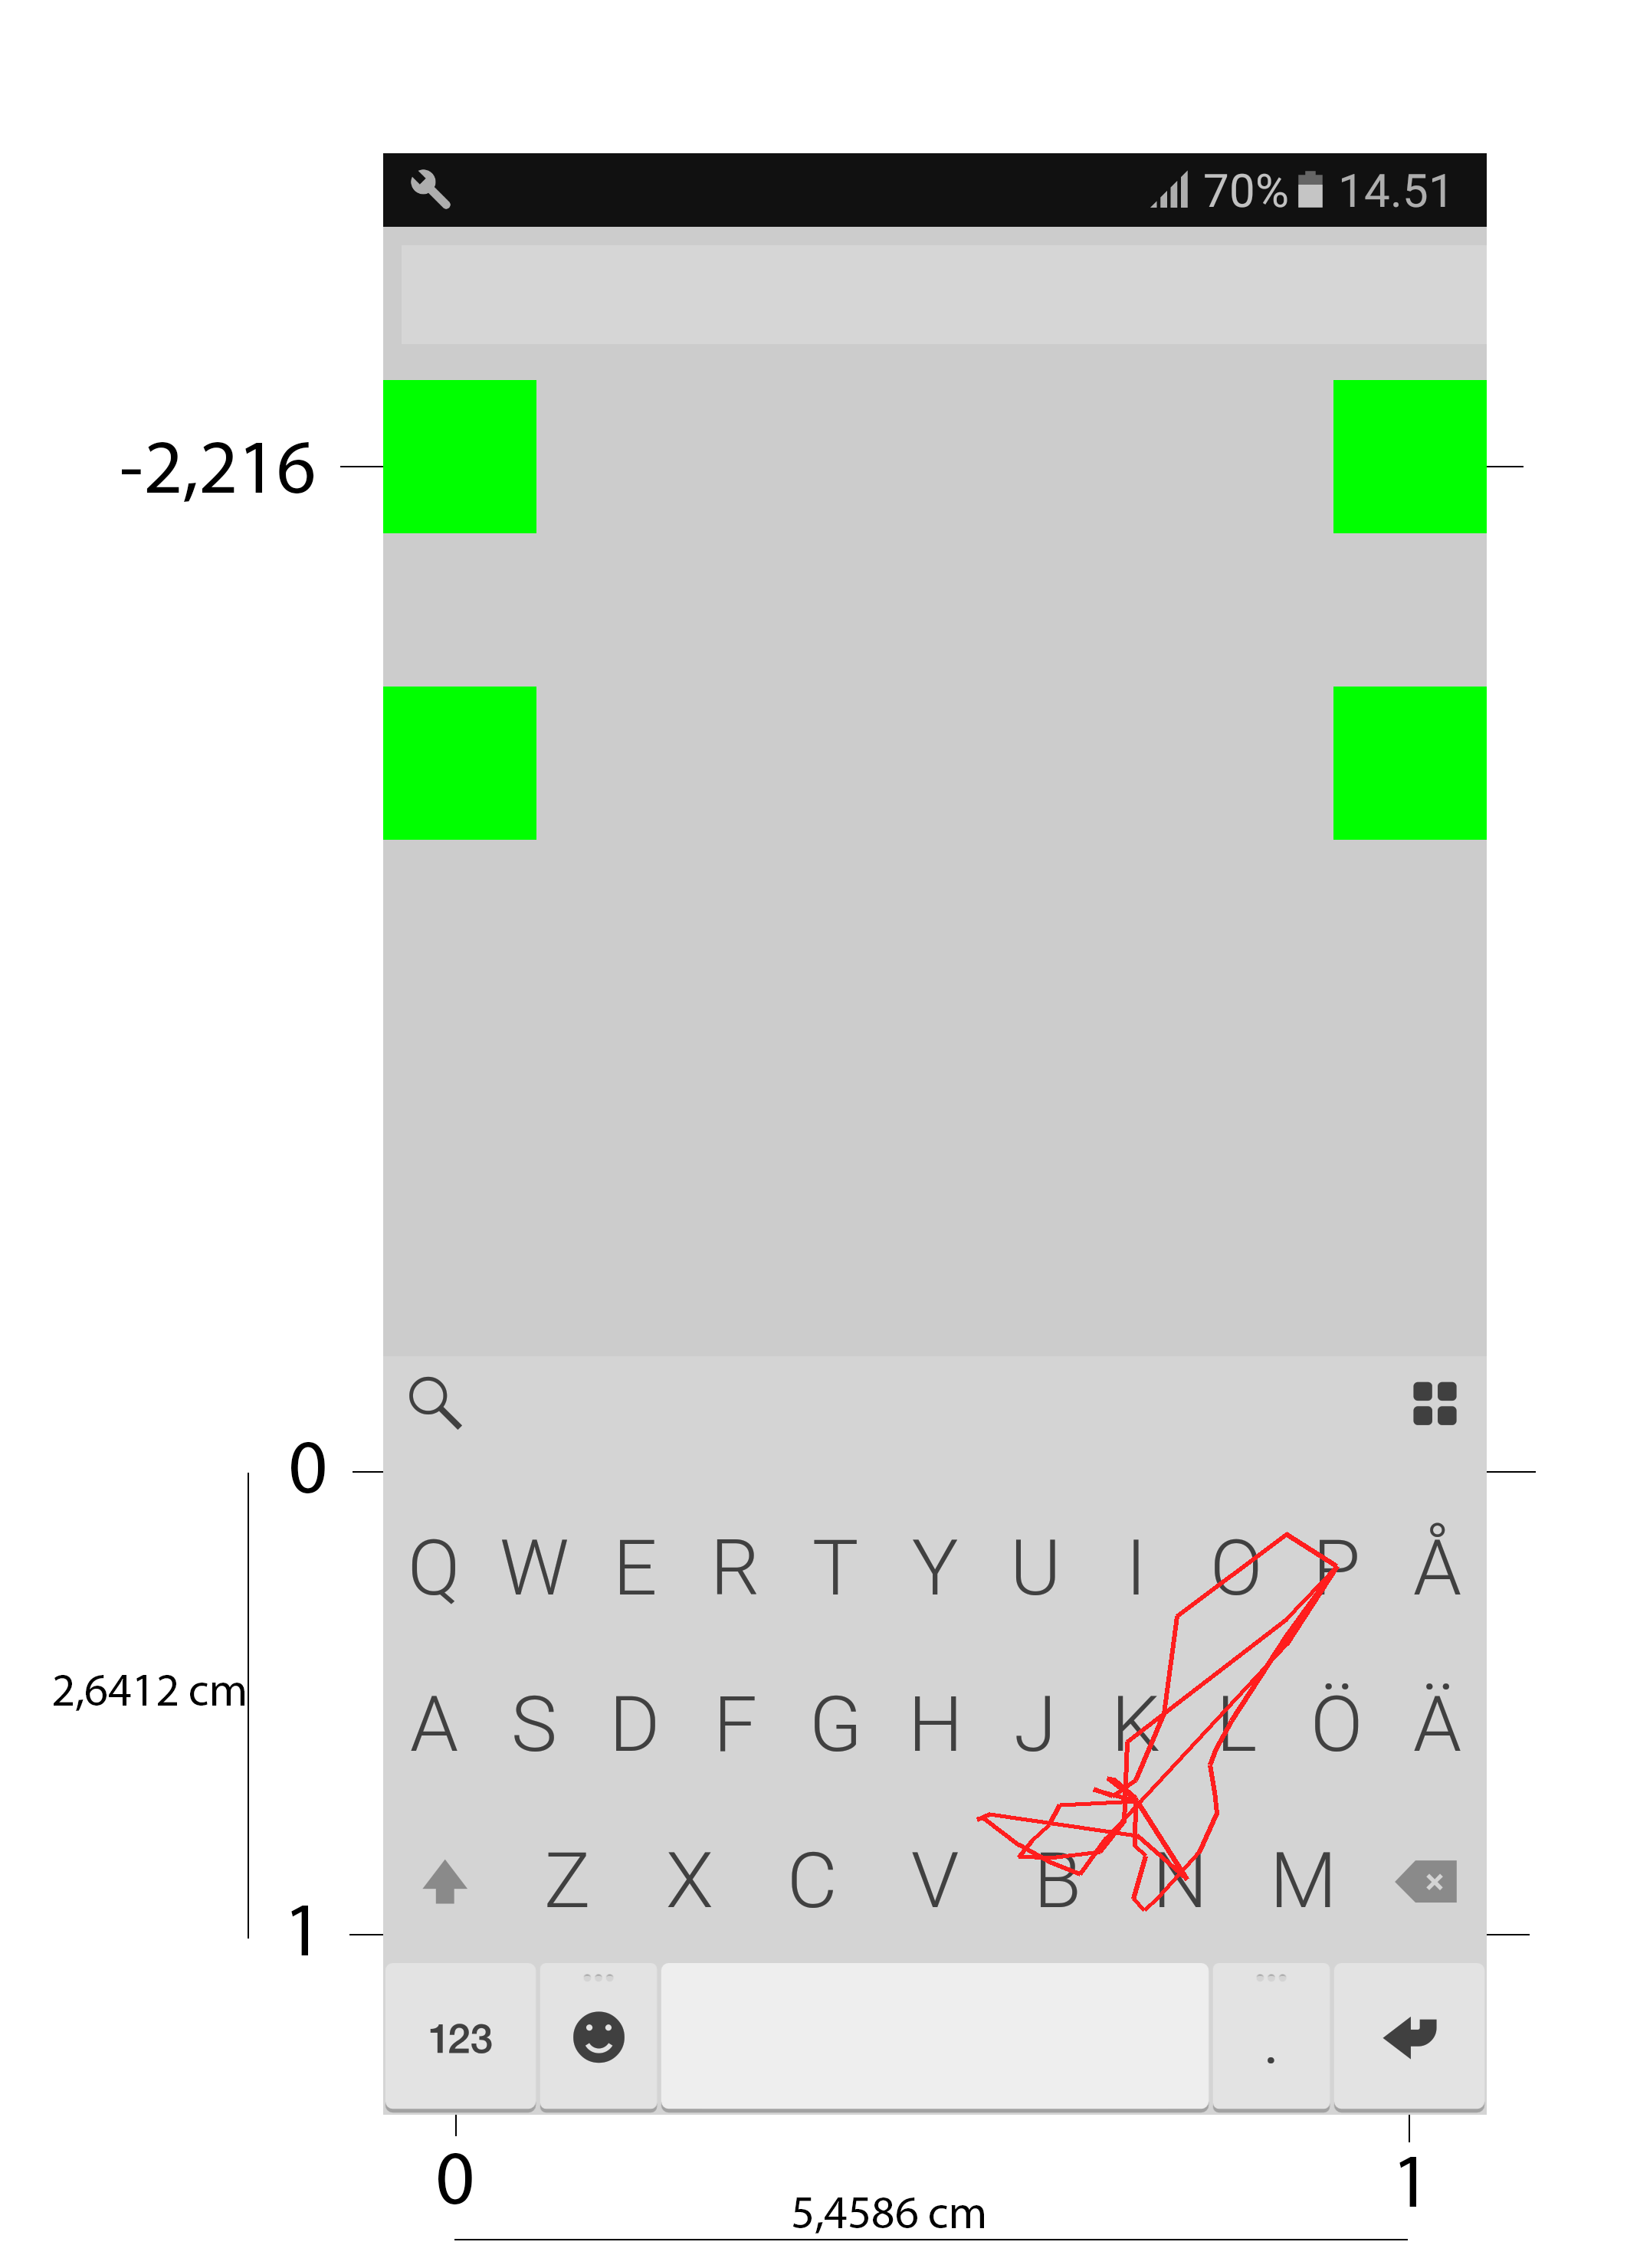 70% 14.51
-2,216
0
Q W E R T Y U I O P Å
2,6412 cm
A S D F G H J K L Ö Ä
Z X C V B N M
1
123 .
0 1
5,4586 cm